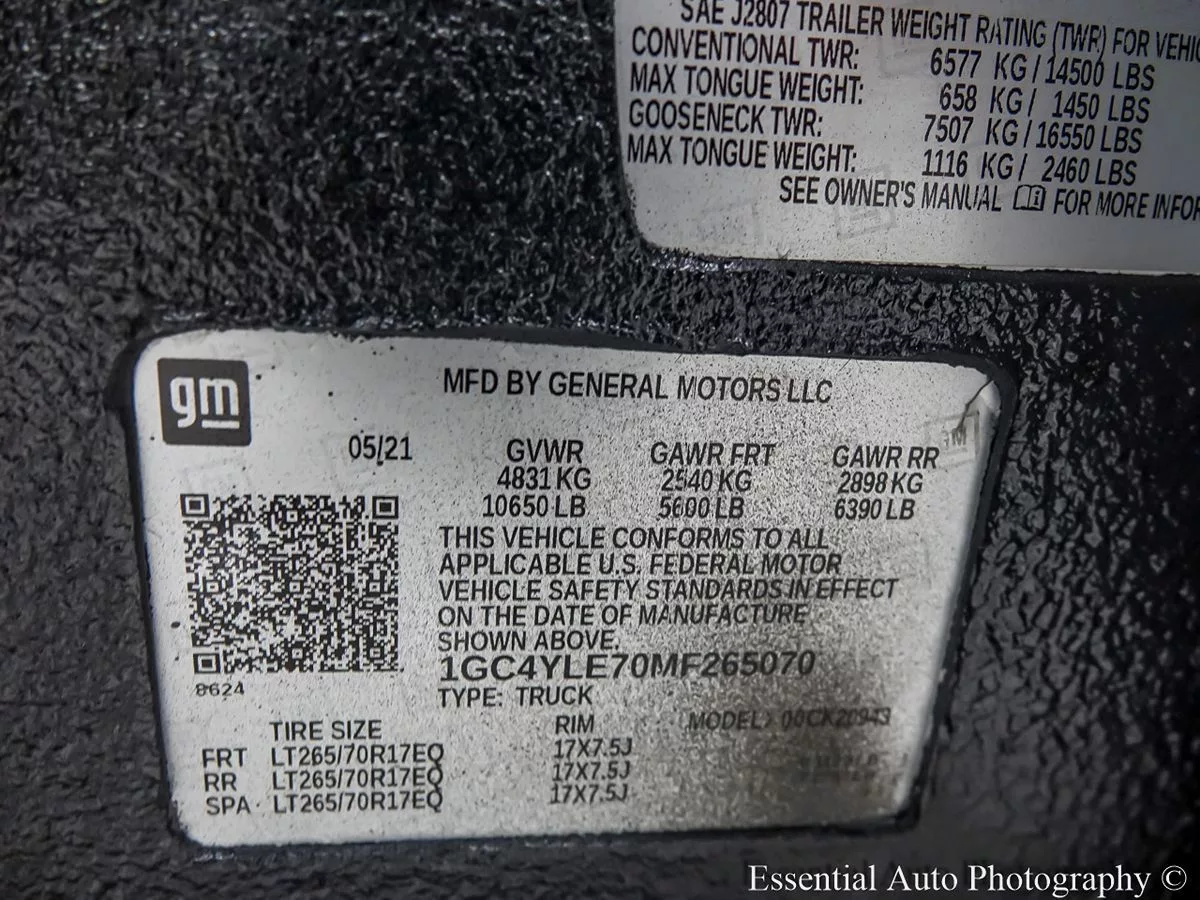 SAE J2807 TRAILER WEIGHT RATING (TWR) FOR
CONVENTIONAL TWR: 6577 KG / 14500 LBS
MAX TONGUE WEIGHT: 658 KG / 1450 LBS
GOOSENECK TWR: 7507 KG / 16550 LBS
MAX TONGUE WEIGHT: 1116 KG / 2460 LBS
SEE OWNER'S MANUAL FOR MORE
gm
MFD BY GENERAL MOTORS LLC
05/21 GVWR GAWR FRT GAWR RR
4831 KG 2540 KG 2898 KG
10650 LB 5600 LB 6390 LB
THIS VEHICLE CONFORMS TO ALL
APPLICABLE U.S. FEDERAL MOTOR
VEHICLE SAFETY STANDARDS IN EFFECT
ON THE DATE OF MANUFACTURE
SHOWN ABOVE.
1GC4YLE70MF265070
8624
TYPE: TRUCK
TIRE SIZE RIM MODEL:
FRT LT265/70R17EQ 17X7.5J
RR LT265/70R17EQ 17X7.5J
SPA LT265/70R17EQ 17X7.5J
Essential Auto Photography ©